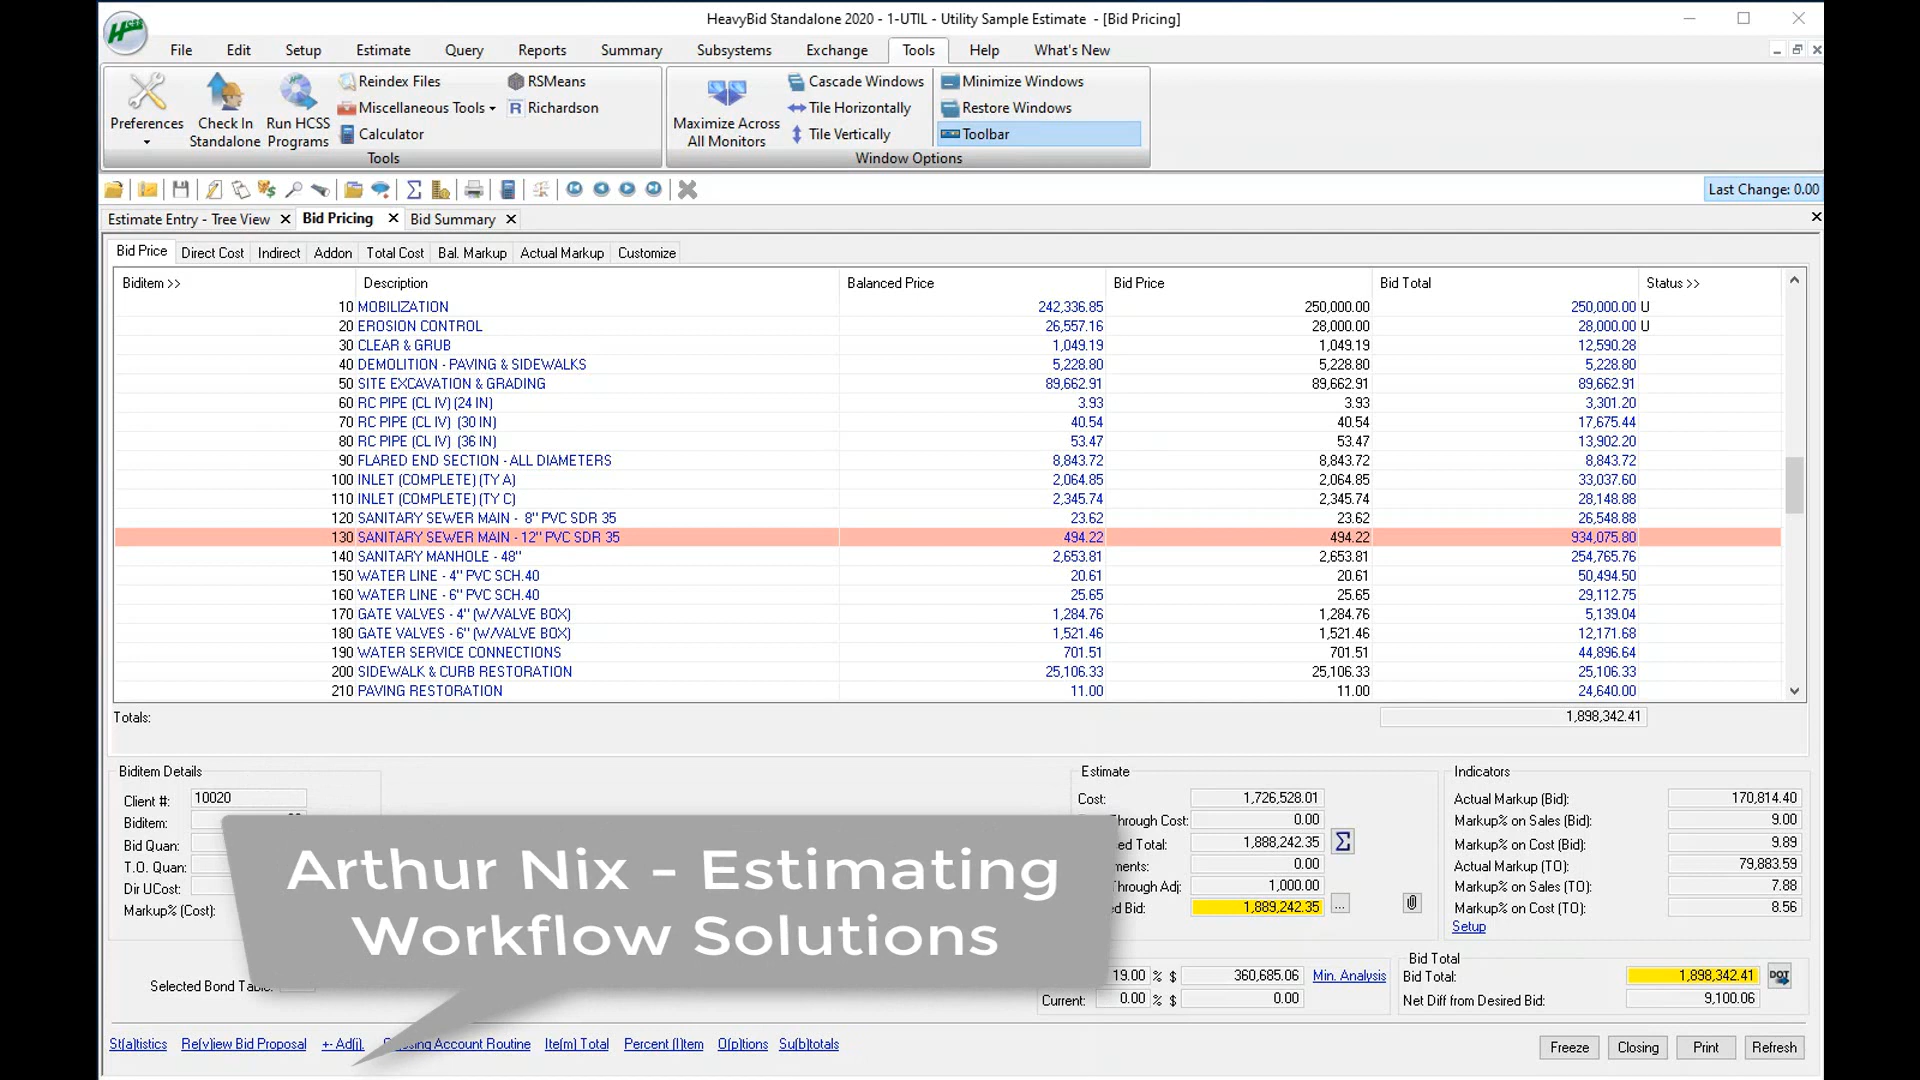 HeavyBid Standalone 2020 - 1-UTIL - Utility Sample Estimate - [Bid Pricing]
HCSS
File Edit Setup Estimate Query Reports Summary Subsystems Exchange Tools Help What's New
Preferences
Check In Standalone
Run HCSS Programs
Reindex Files
Miscellaneous Tools
Calculator
RSMeans
R Richardson
Tools
Maximize Across All Monitors
Cascade Windows
Tile Horizontally
Tile Vertically
Minimize Windows
Restore Windows
Toolbar
Window Options
Last Change: 0.00
Estimate Entry - Tree View Bid Pricing Bid Summary
Bid Price Direct Cost Indirect Addon Total Cost Bal. Markup Actual Markup Customize
Biditem >> Description Balanced Price Bid Price Bid Total Status >>
10 MOBILIZATION 242,336.85 250,000.00 250,000.00 U
20 EROSION CONTROL 26,557.16 28,000.00 28,000.00 U
30 CLEAR & GRUB 1,049.19 1,049.19 12,590.28
40 DEMOLITION - PAVING & SIDEWALKS 5,228.80 5,228.80 5,228.80
50 SITE EXCAVATION & GRADING 89,662.91 89,662.91 89,662.91
60 RC PIPE (CL IV) (24 IN) 3.93 3.93 3,301.20
70 RC PIPE (CL IV) (30 IN) 40.54 40.54 17,675.44
80 RC PIPE (CL IV) (36 IN) 53.47 53.47 13,902.20
90 FLARED END SECTION - ALL DIAMETERS 8,843.72 8,843.72 8,843.72
100 INLET (COMPLETE) (TY A) 2,064.85 2,064.85 33,037.60
110 INLET (COMPLETE) (TY C) 2,345.74 2,345.74 28,148.88
120 SANITARY SEWER MAIN - 8" PVC SDR 35 23.62 23.62 26,548.88
130 SANITARY SEWER MAIN - 12" PVC SDR 35 494.22 494.22 934,075.80
140 SANITARY MANHOLE - 48" 2,653.81 2,653.81 254,765.76
150 WATER LINE - 4" PVC SCH.40 20.61 20.61 50,494.50
160 WATER LINE - 6" PVC SCH.40 25.65 25.65 29,112.75
170 GATE VALVES - 4" (W/VALVE BOX) 1,284.76 1,284.76 5,139.04
180 GATE VALVES - 6" (W/VALVE BOX) 1,521.46 1,521.46 12,171.68
190 WATER SERVICE CONNECTIONS 701.51 701.51 44,896.64
200 SIDEWALK & CURB RESTORATION 25,106.33 25,106.33 25,106.33
210 PAVING RESTORATION 11.00 11.00 24,640.00
Totals: 1,898,342.41
Biditem Details
Client #: 10020
Biditem:
Bid Quan:
T.O. Quan:
Dir UCost:
Markup% (Cost):
Selected Bond Table:
Arthur Nix - Estimating
Workflow Solutions
Estimate
Cost: 1,726,528.01
Through Cost: 0.00
Total: 1,888,242.35 Σ
0.00
Through Adj: 1,000.00
Bid: 1,889,242.35 ...
19.00 % $ 360,685.06 Min. Analysis
Current: 0.00 % $ 0.00
Indicators
Actual Markup (Bid): 170,814.40
Markup% on Sales (Bid): 9.00
Markup% on Cost (Bid): 9.89
Actual Markup (TO): 79,883.59
Markup% on Sales (TO): 7.88
Markup% on Cost (TO): 8.56
Setup
Bid Total
Bid Total: 1,898,342.41 DOT
Net Diff from Desired Bid: 9,100.06
St(a)tistics Re(v)iew Bid Proposal +- Ad(j). Account Routine Ite(m) Total Percent (I)tem O(p)tions Su(b)totals
Freeze Closing Print Refresh